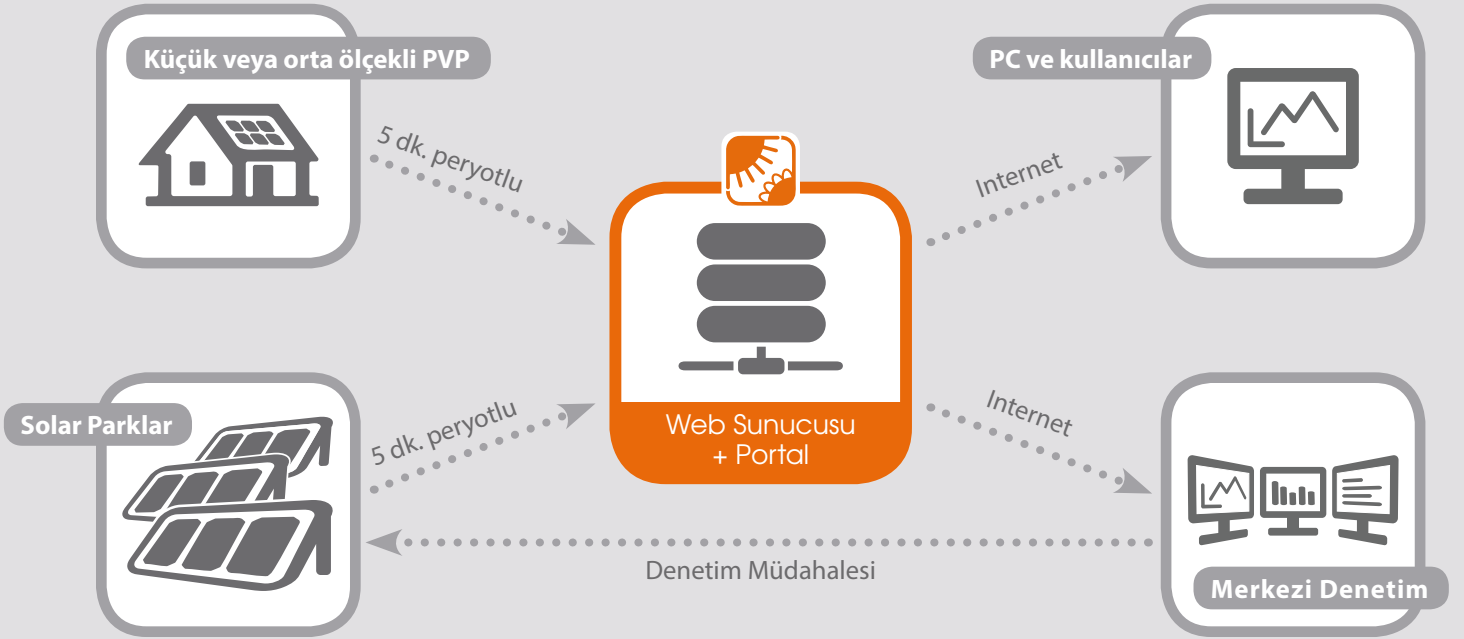 Küçük veya orta ölçekli PVP
PC ve kullanıcılar
5 dk. peryotlu
Internet
Solar Parklar
5 dk. peryotlu
Web Sunucusu
+ Portal
Internet
Denetim Müdahalesi
Merkezi Denetim